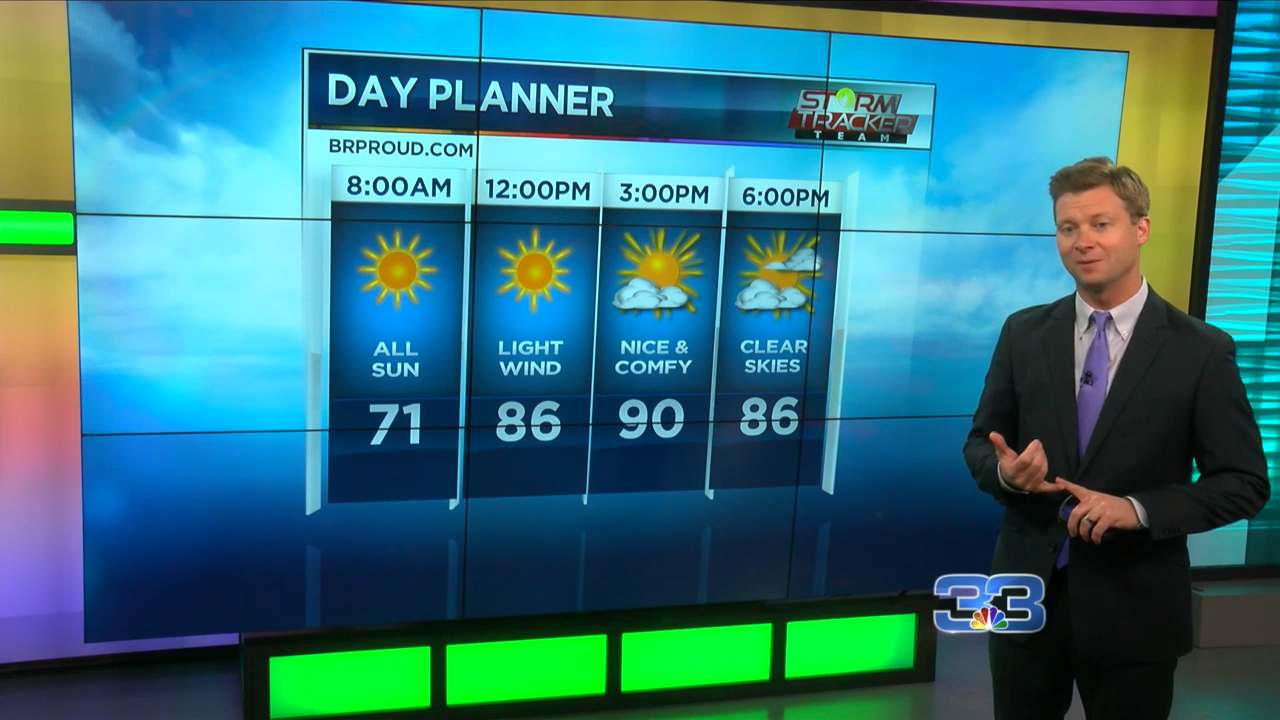 DAY PLANNER
STORM
TRACKER
TEAM
BRPROUD.COM
8:00AM
12:00PM
3:00PM
6:00PM
ALL
SUN
LIGHT
WIND
NICE &
COMFY
CLEAR
SKIES
71
86
90
86
33